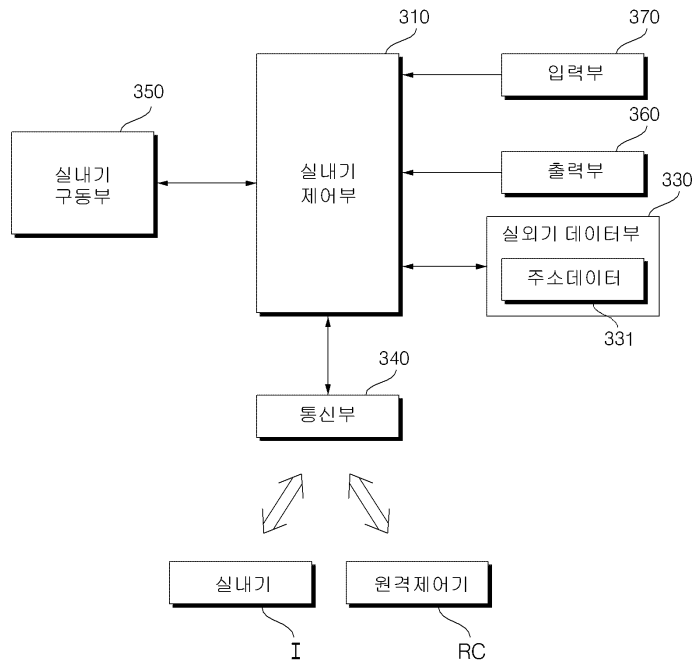 310
370
입력부
350
360
실내기
구동부
실내기
제어부
출력부
330
실외기 데이터부
주소데이터
331
340
통신부
실내기
원격제어기
I
RC